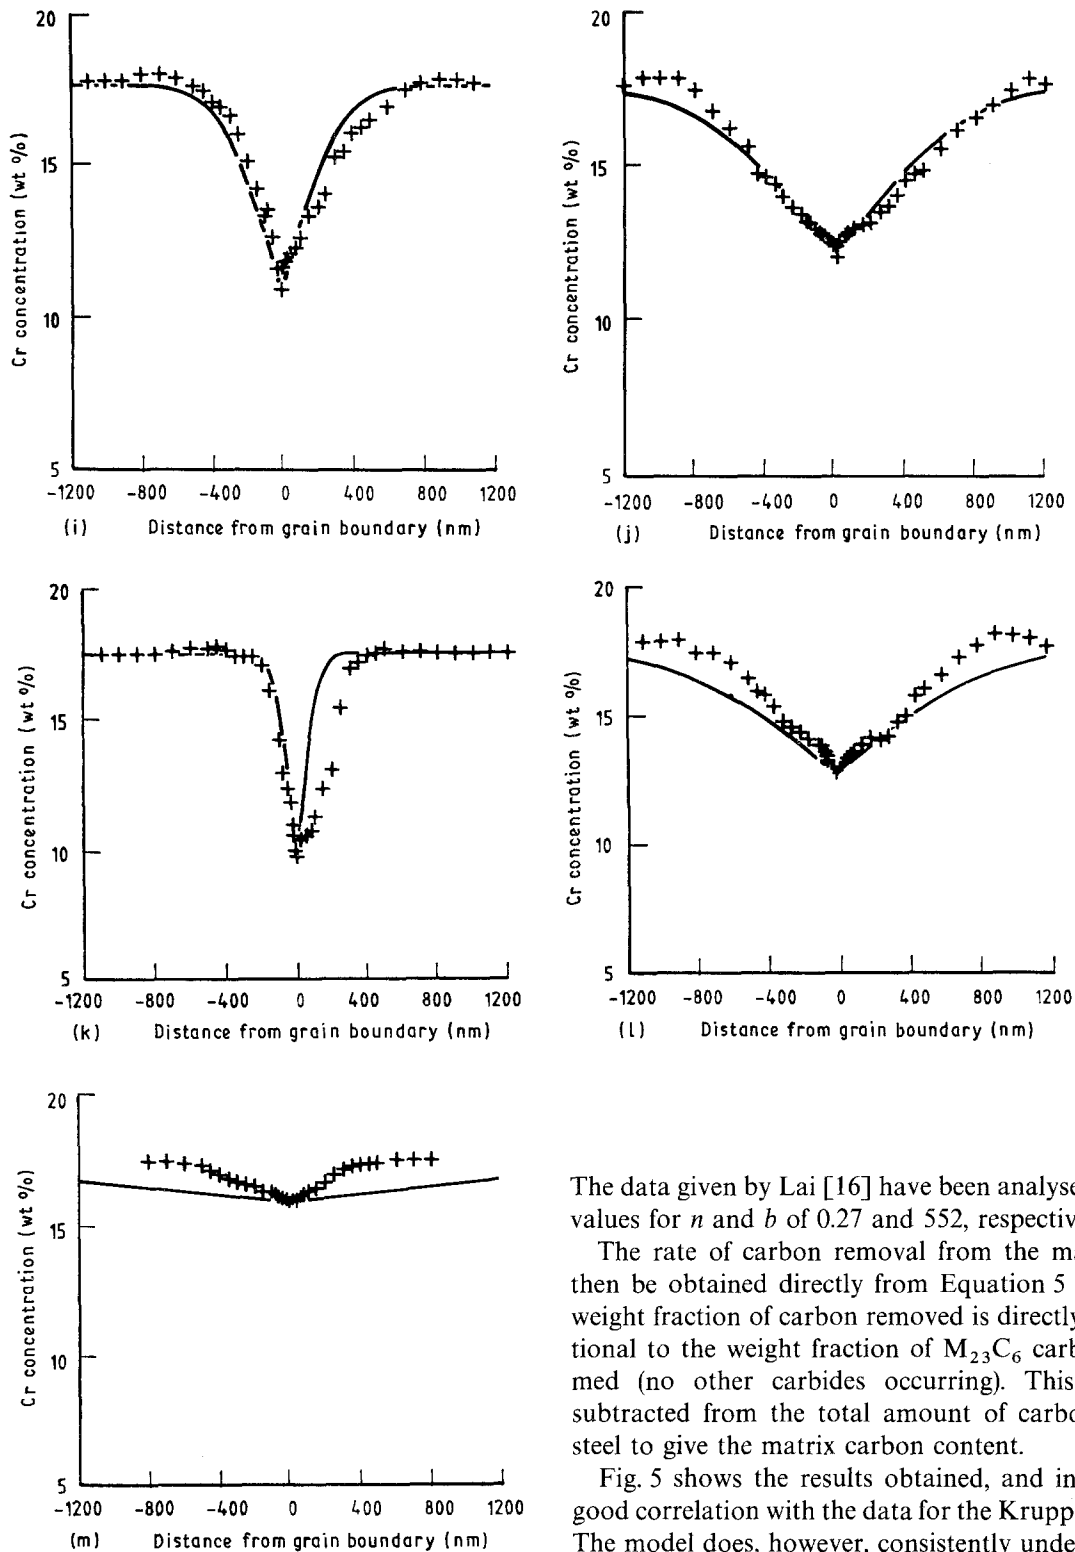 20
15
10
5
Cr concentration (wt %)
-1200 -800 -400 0 400 800 1200
(i) Distance from grain boundary (nm)
20
15
10
5
Cr concentration (wt %)
-1200 -800 -400 0 400 800 1200
(j) Distance from grain boundary (nm)
20
15
10
5
Cr concentration (wt %)
-1200 -800 -400 0 400 800 1200
(k) Distance from grain boundary (nm)
20
15
10
5
Cr concentration (wt %)
-1200 -800 -400 0 400 800 1200
(l) Distance from grain boundary (nm)
20
15
10
5
Cr concentration (wt %)
-1200 -800 -400 0 400 800 1200
(m) Distance from grain boundary (nm)
The data given by Lai [16] have been analyse
values for n and b of 0.27 and 552, respectiv
The rate of carbon removal from the ma
then be obtained directly from Equation 5
weight fraction of carbon removed is directly
tional to the weight fraction of M₂₃C₆ carb
med (no other carbides occurring). This
subtracted from the total amount of carbo
steel to give the matrix carbon content.
Fig. 5 shows the results obtained, and in
good correlation with the data for the Krupp
The model does, however, consistently unde